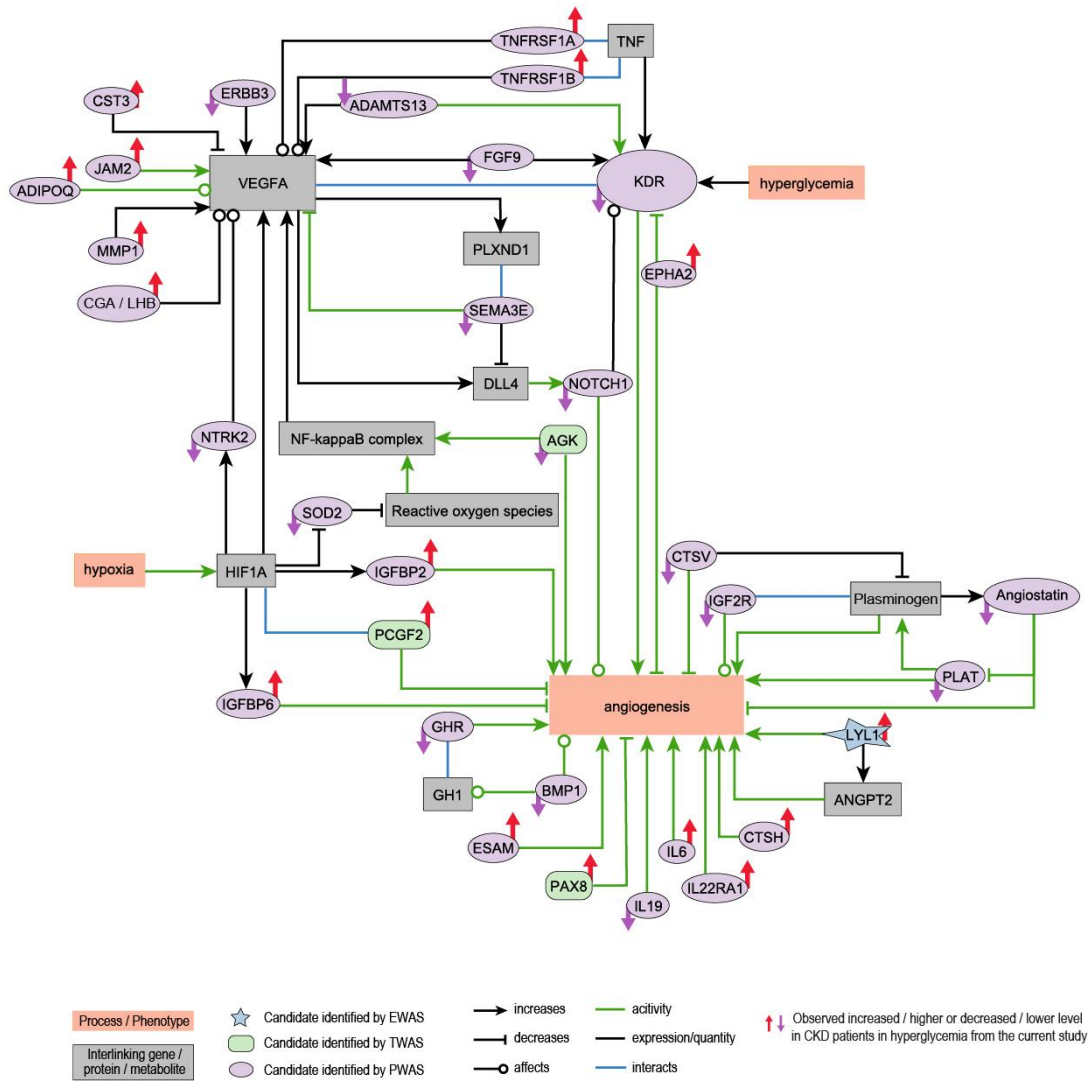 TNFRSF1A
TNF
TNFRSF1B
CST3
ERBB3
ADAMTS13
JAM2
FGF9
VEGFA
KDR
hyperglycemia
ADIPOQ
MMP1
PLXND1
EPHA2
CGA / LHB
SEMA3E
DLL4
NOTCH1
NTRK2
NF-kappaB complex
AGK
SOD2
Reactive oxygen species
CTSV
hypoxia
HIF1A
IGFBP2
IGF2R
Plasminogen
Angiostatin
PCGF2
PLAT
IGFBP6
angiogenesis
GHR
LYL1
GH1
BMP1
ANGPT2
ESAM
IL6
CTSH
PAX8
IL22RA1
IL19
Process / Phenotype
Interlinking gene /
protein / metabolite
Candidate identified by EWAS
Candidate identified by TWAS
Candidate identified by PWAS
increases
decreases
affects
acitivity
expression/quantity
interacts
Observed increased / higher or decreased / lower level
in CKD patients in hyperglycemia from the current study